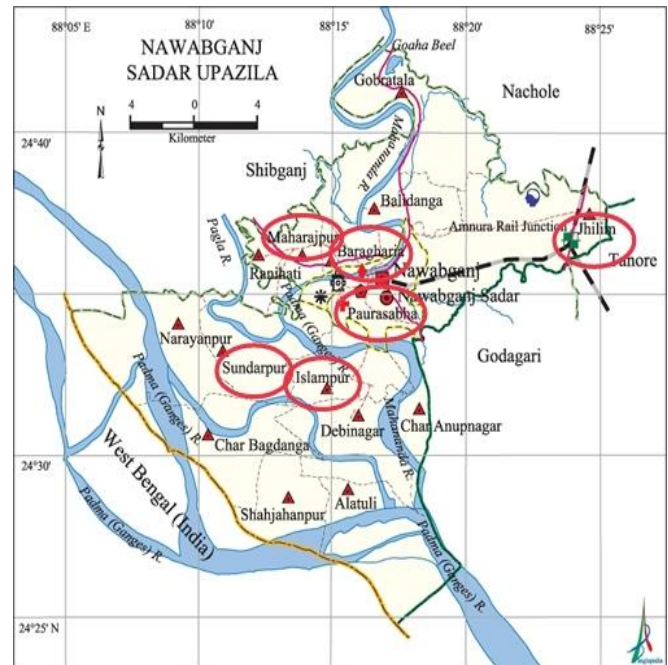 88°05' E
88°10'
88°15'
88°20'
88°25'
NAWABGANJ
SADAR UPAZILA
4
0
4
Kilometer
N
Goaha Beel
Gobratala
Nachole
24°40'
Mahananda R.
Shibganj
Balidanga
Pagla R.
Maharajpur
Baragharia
Amnura Rail Junction
Jhilim
Ranihati
Nawabganj
Tanore
Nawabganj Sadar
Padma (Ganges) R.
Paurasabha
Narayanpur
Godagari
Sundarpur
Islampur
Padma (Ganges) R.
Debinagar
Mahananda R.
Char Anupnagar
Char Bagdanga
24°30'
West Bengal (India)
Alatuli
Shahjahanpur
Padma (Ganges) R.
Padma (Ganges) R.
24°25' N